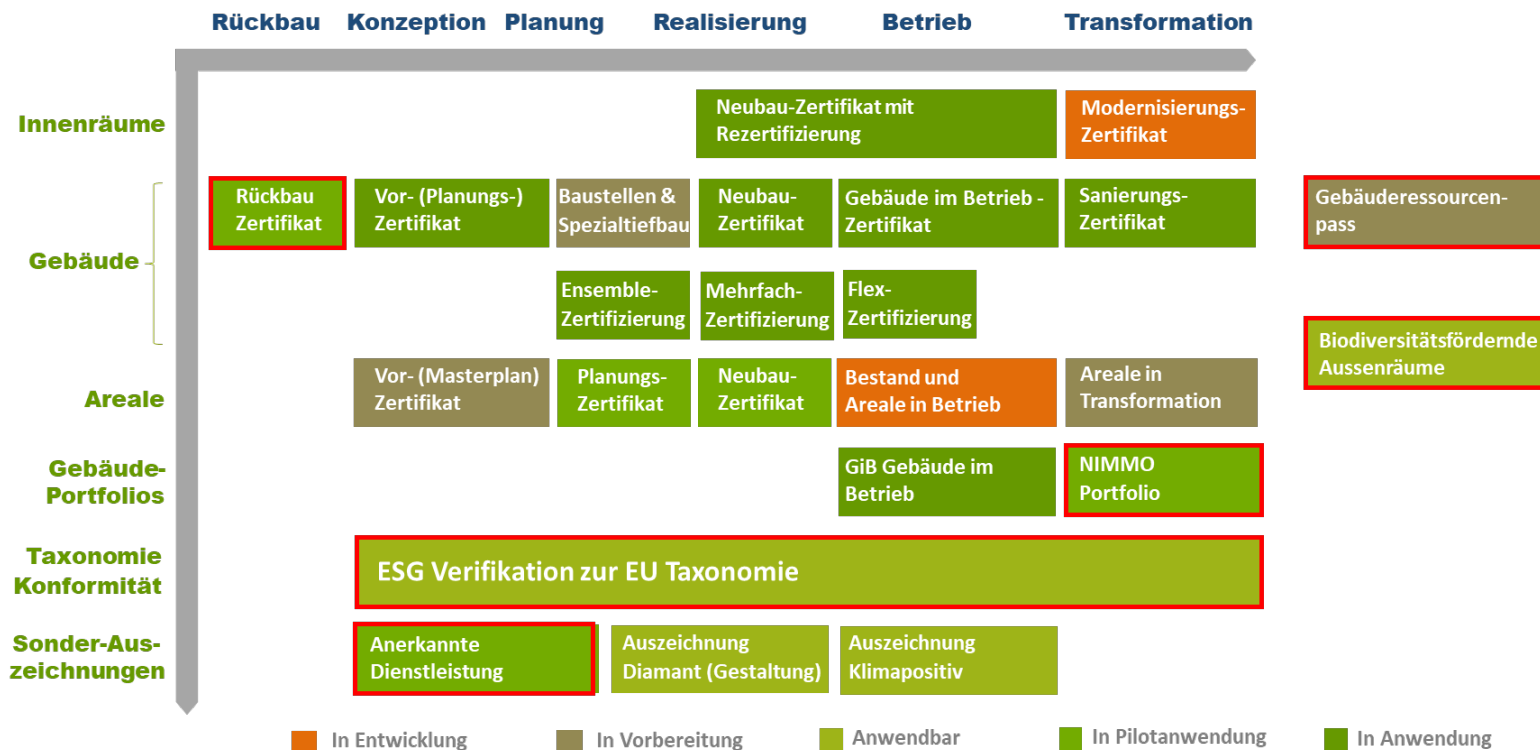 Rückbau Konzeption Planung Realisierung Betrieb Transformation
Innenräume
Neubau-Zertifikat mit
Rezertifizierung
Modernisierungs-
Zertifikat
Gebäude
Rückbau
Zertifikat
Vor- (Planungs-)
Zertifikat
Baustellen &
Spezialtiefbau
Neubau-
Zertifikat
Gebäude im Betrieb -
Zertifikat
Sanierungs-
Zertifikat
Gebäuderessourcen-
pass
Ensemble-
Zertifizierung
Mehrfach-
Zertifizierung
Flex-
Zertifizierung
Biodiversitätsfördernde
Aussenräume
Areale
Vor- (Masterplan)
Zertifikat
Planungs-
Zertifikat
Neubau-
Zertifikat
Bestand und
Areale in Betrieb
Areale in
Transformation
Gebäude-
Portfolios
GiB Gebäude im
Betrieb
NIMMO
Portfolio
Taxonomie
Konformität
ESG Verifikation zur EU Taxonomie
Sonder-Aus-
zeichnungen
Anerkannte
Dienstleistung
Auszeichnung
Diamant (Gestaltung)
Auszeichnung
Klimapositiv
In Entwicklung
In Vorbereitung
Anwendbar
In Pilotanwendung
In Anwendung